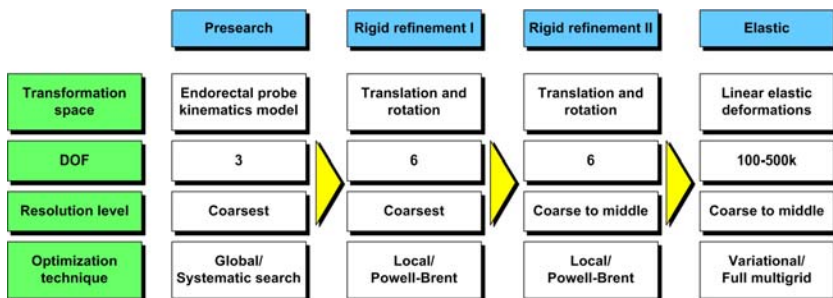 Presearch
Rigid refinement I
Rigid refinement II
Elastic
Transformation
space
Endorectal probe
kinematics model
Translation and
rotation
Translation and
rotation
Linear elastic
deformations
DOF
3
6
6
100-500k
Resolution level
Coarsest
Coarsest
Coarse to middle
Coarse to middle
Optimization
technique
Global/
Systematic search
Local/
Powell-Brent
Local/
Powell-Brent
Variational/
Full multigrid